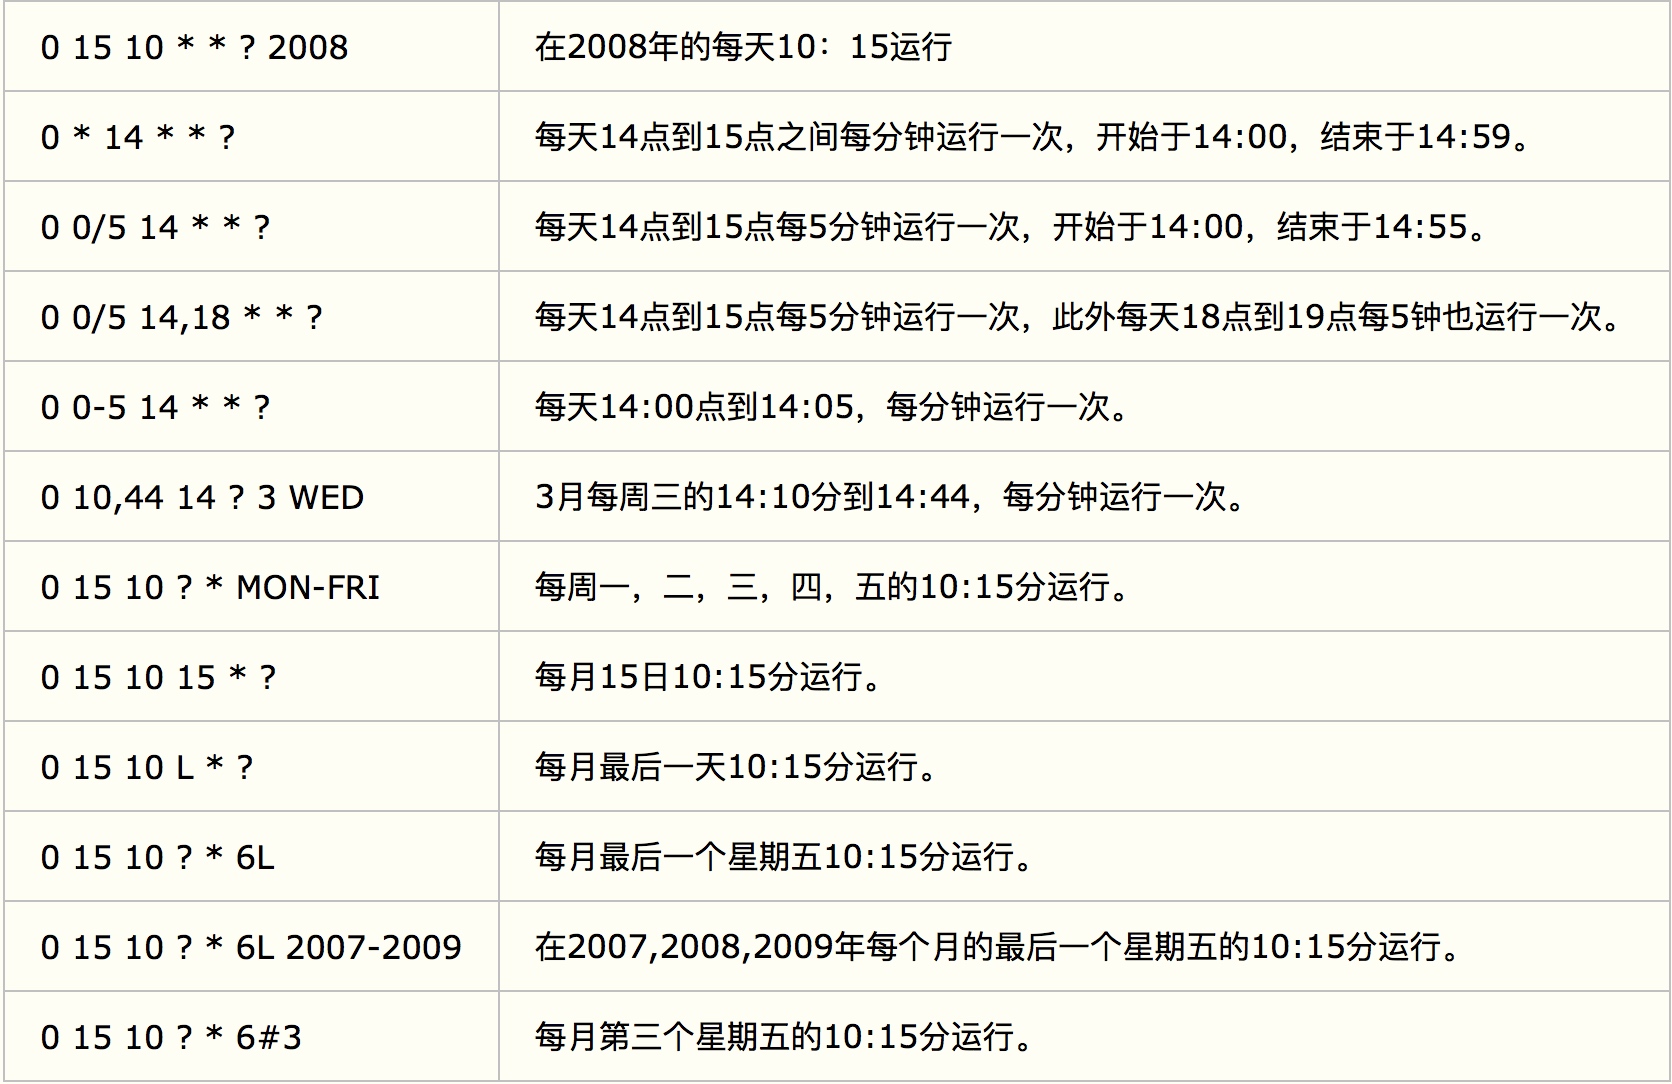 0 15 10 * * ? 2008
在2008年的每天10：15运行
0 * 14 * * ?
每天14点到15点之间每分钟运行一次，开始于14:00，结束于14:59。
0 0/5 14 * * ?
每天14点到15点每5分钟运行一次，开始于14:00，结束于14:55。
0 0/5 14,18 * * ?
每天14点到15点每5分钟运行一次，此外每天18点到19点每5钟也运行一次。
0 0-5 14 * * ?
每天14:00点到14:05，每分钟运行一次。
0 10,44 14 ? 3 WED
3月每周三的14:10分到14:44，每分钟运行一次。
0 15 10 ? * MON-FRI
每周一，二，三，四，五的10:15分运行。
0 15 10 15 * ?
每月15日10:15分运行。
0 15 10 L * ?
每月最后一天10:15分运行。
0 15 10 ? * 6L
每月最后一个星期五10:15分运行。
0 15 10 ? * 6L 2007-2009
在2007,2008,2009年每个月的最后一个星期五的10:15分运行。
0 15 10 ? * 6#3
每月第三个星期五的10:15分运行。